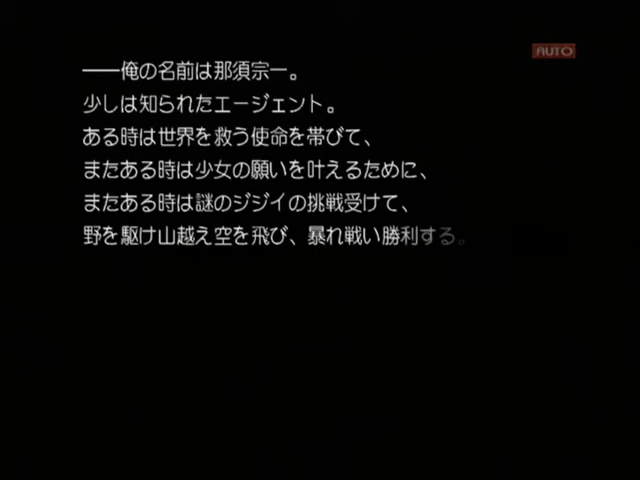 ――俺の名前は那須宗一。
少しは知られたエージェント。
ある時は世界を救う使命を帯びて、
またある時は少女の願いを叶えるために、
またある時は謎のジジイの挑戦受けて、
野を駆け山越え空を飛び、暴れ戦い勝利する。
AUTO